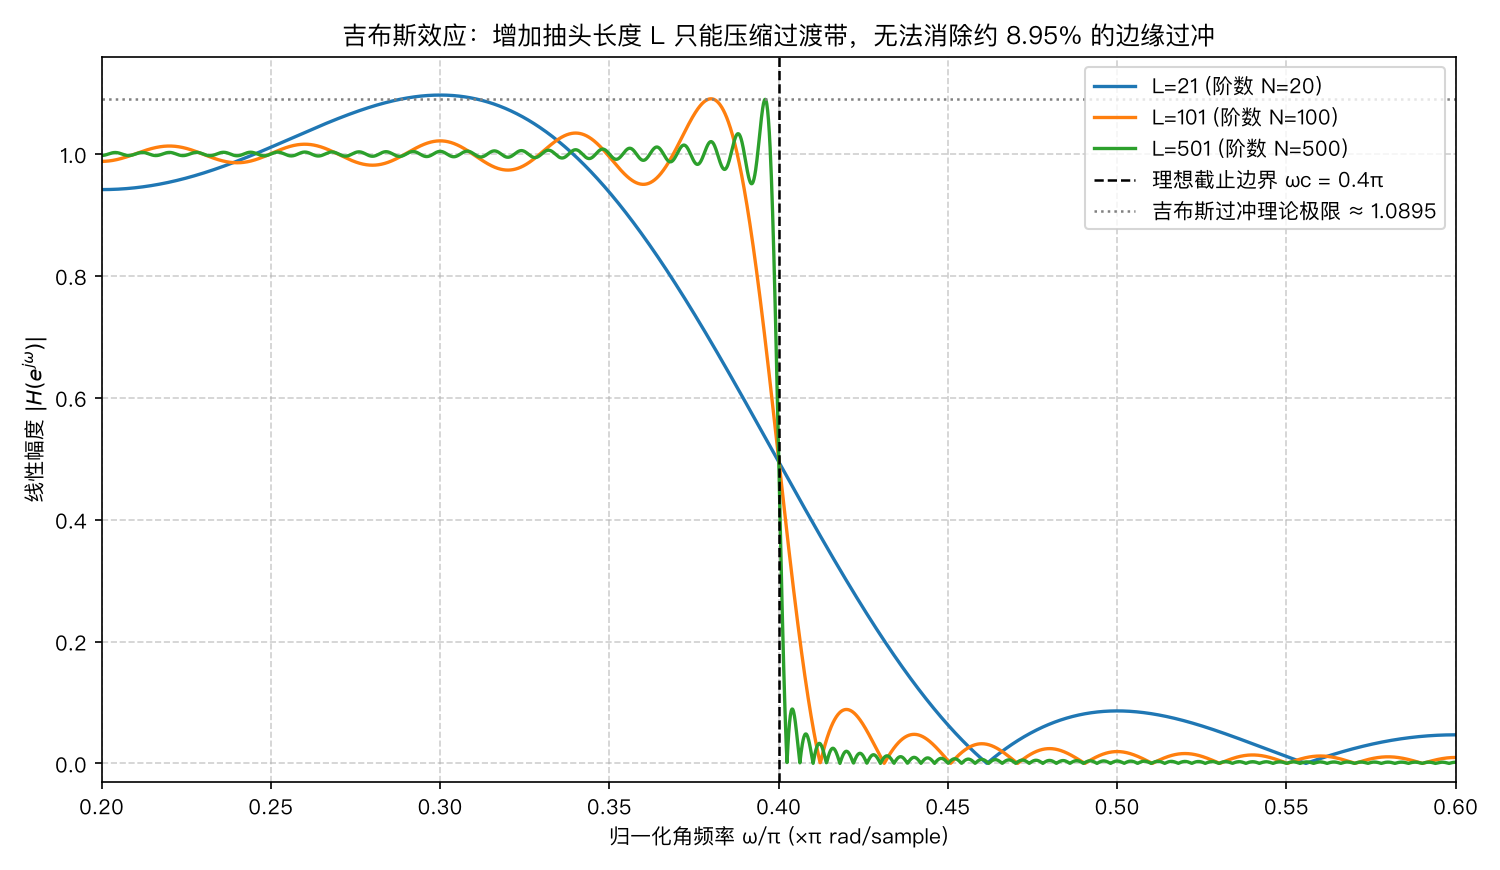 吉布斯效应：增加抽头长度 L 只能压缩过渡带，无法消除约 8.95% 的边缘过冲
L=21 (阶数 N=20)
L=101 (阶数 N=100)
L=501 (阶数 N=500)
理想截止边界 ωc = 0.4π
吉布斯过冲理论极限 ≈ 1.0895
线性幅度 |H(e^{jω})|
1.0
0.8
0.6
0.4
0.2
0.0
0.20 0.25 0.30 0.35 0.40 0.45 0.50 0.55 0.60
归一化角频率 ω/π (×π rad/sample)